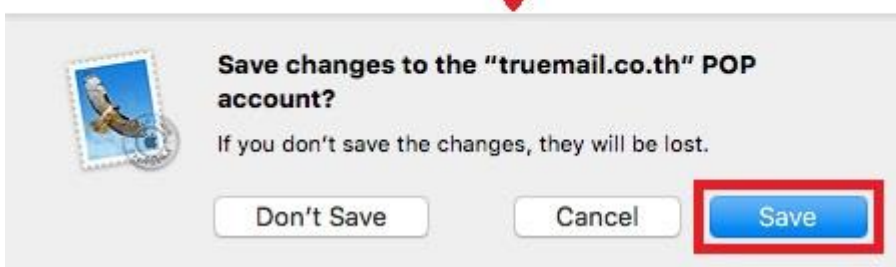 Save changes to the “truemail.co.th” POP
account?
If you don’t save the changes, they will be lost.
Don’t Save
Cancel
Save